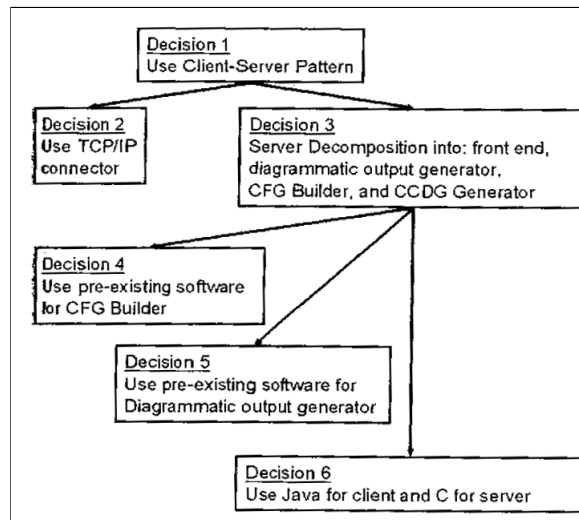 Decision 1
Use Client-Server Pattern
Decision 2
Use TCP/IP
connector
Decision 3
Server Decomposition into: front end,
diagrammatic output generator,
CFG Builder, and CCDG Generator
Decision 4
Use pre-existing software
for CFG Builder
Decision 5
Use pre-existing software for
Diagrammatic output generator
Decision 6
Use Java for client and C for server